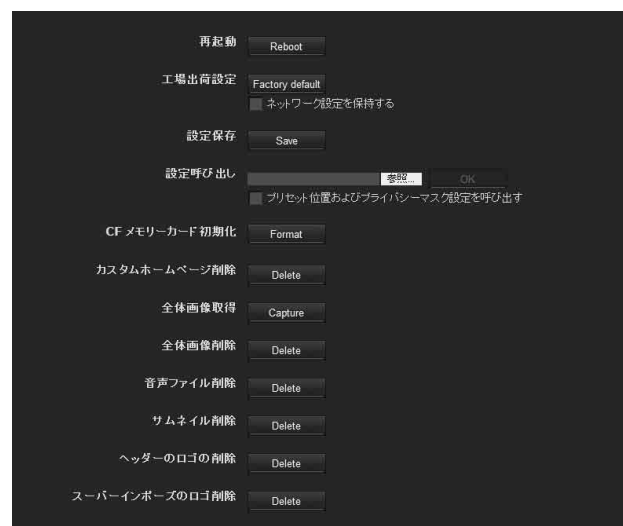 再起動 Reboot
工場出荷設定 Factory default
ネットワーク設定を保持する
設定保存 Save
設定呼び出し 参照... OK
プリセット位置およびプライバシーマスク設定を呼び出す
CF メモリーカード初期化 Format
カスタムホームページ削除 Delete
全体画像取得 Capture
全体画像削除 Delete
音声ファイル削除 Delete
サムネイル削除 Delete
ヘッダーのロゴの削除 Delete
スーパーインポーズのロゴ削除 Delete